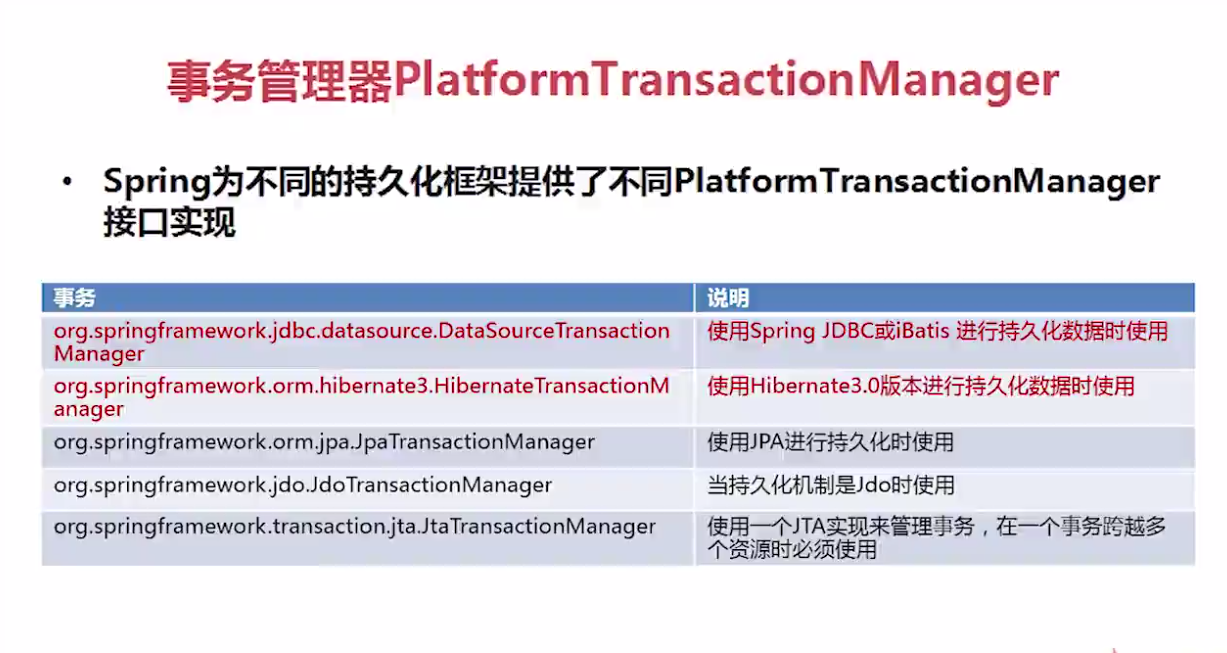 事务管理器PlatformTransactionManager
• Spring为不同的持久化框架提供了不同PlatformTransactionManager
接口实现
事务 说明
org.springframework.jdbc.datasource.DataSourceTransaction
Manager
使用Spring JDBC或iBatis 进行持久化数据时使用
org.springframework.orm.hibernate3.HibernateTransactionM
anager
使用Hibernate3.0版本进行持久化数据时使用
org.springframework.orm.jpa.JpaTransactionManager
使用JPA进行持久化时使用
org.springframework.jdo.JdoTransactionManager
当持久化机制是Jdo时使用
org.springframework.transaction.jta.JtaTransactionManager
使用一个JTA实现来管理事务，在一个事务跨越多
个资源时必须使用